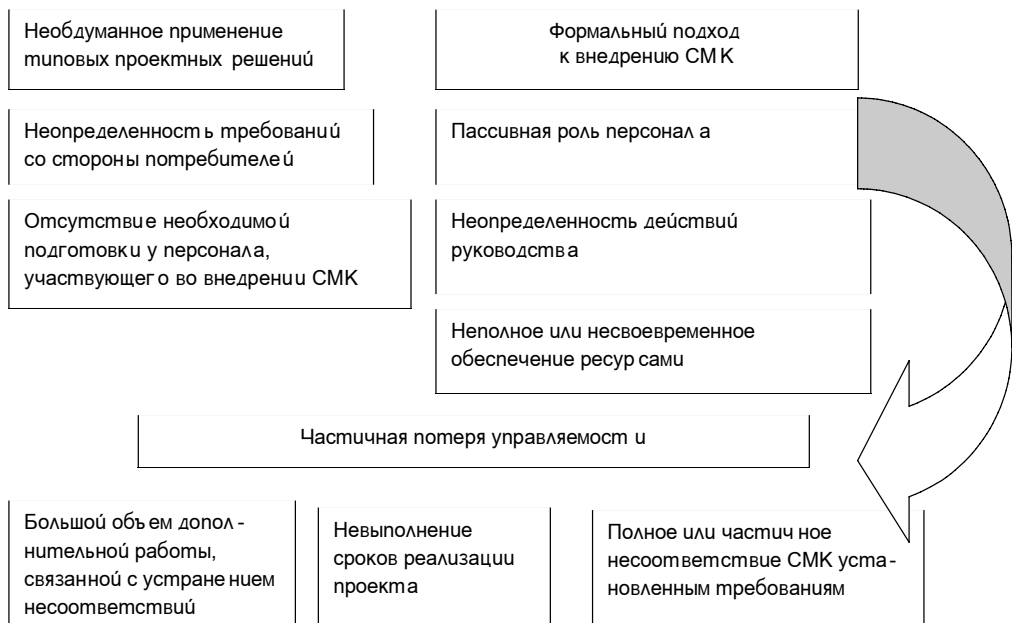 Необдуманное применение
типовых проектных решений
Формальный подход
к внедрению СМК
Неопределенность требований
со стороны потребителей
Пассивная роль персонала
Отсутствие необходимой
подготовки у персонала,
участвующего во внедрении СМК
Неопределенность действий
руководства
Неполное или несвоевременное
обеспечение ресурсами
Частичная потеря управляемости
Большой объем допол-
нительной работы,
связанной с устранением
несоответствий
Невыполнение
сроков реализации
проекта
Полное или частичное
несоответствие СМК уста-
новленным требованиям